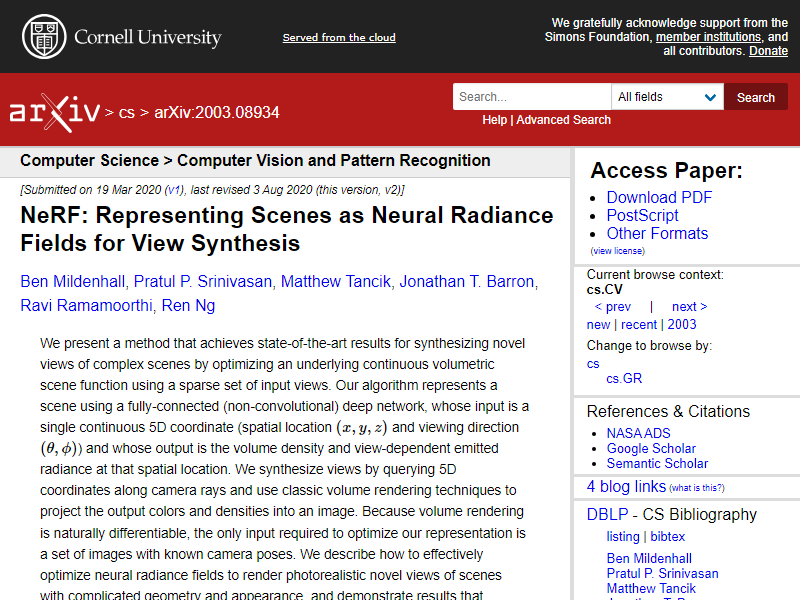 Cornell University
Served from the cloud
We gratefully acknowledge support from the
Simons Foundation, member institutions, and
all contributors. Donate
arXiv > cs > arXiv:2003.08934
Search...
All fields
Search
Help | Advanced Search
Computer Science > Computer Vision and Pattern Recognition
[Submitted on 19 Mar 2020 (v1), last revised 3 Aug 2020 (this version, v2)]
NeRF: Representing Scenes as Neural Radiance
Fields for View Synthesis
Ben Mildenhall, Pratul P. Srinivasan, Matthew Tancik, Jonathan T. Barron,
Ravi Ramamoorthi, Ren Ng
We present a method that achieves state-of-the-art results for synthesizing novel
views of complex scenes by optimizing an underlying continuous volumetric
scene function using a sparse set of input views. Our algorithm represents a
scene using a fully-connected (non-convolutional) deep network, whose input is a
single continuous 5D coordinate (spatial location (x, y, z) and viewing direction
(θ, ϕ)) and whose output is the volume density and view-dependent emitted
radiance at that spatial location. We synthesize views by querying 5D
coordinates along camera rays and use classic volume rendering techniques to
project the output colors and densities into an image. Because volume rendering
is naturally differentiable, the only input required to optimize our representation is
a set of images with known camera poses. We describe how to effectively
optimize neural radiance fields to render photorealistic novel views of scenes
with complicated geometry and appearance, and demonstrate results that
Access Paper:
Download PDF
PostScript
Other Formats
(view license)
Current browse context:
cs.CV
< prev | next >
new | recent | 2003
Change to browse by:
cs
cs.GR
References & Citations
NASA ADS
Google Scholar
Semantic Scholar
4 blog links (what is this?)
DBLP - CS Bibliography
listing | bibtex
Ben Mildenhall
Pratul P. Srinivasan
Matthew Tancik